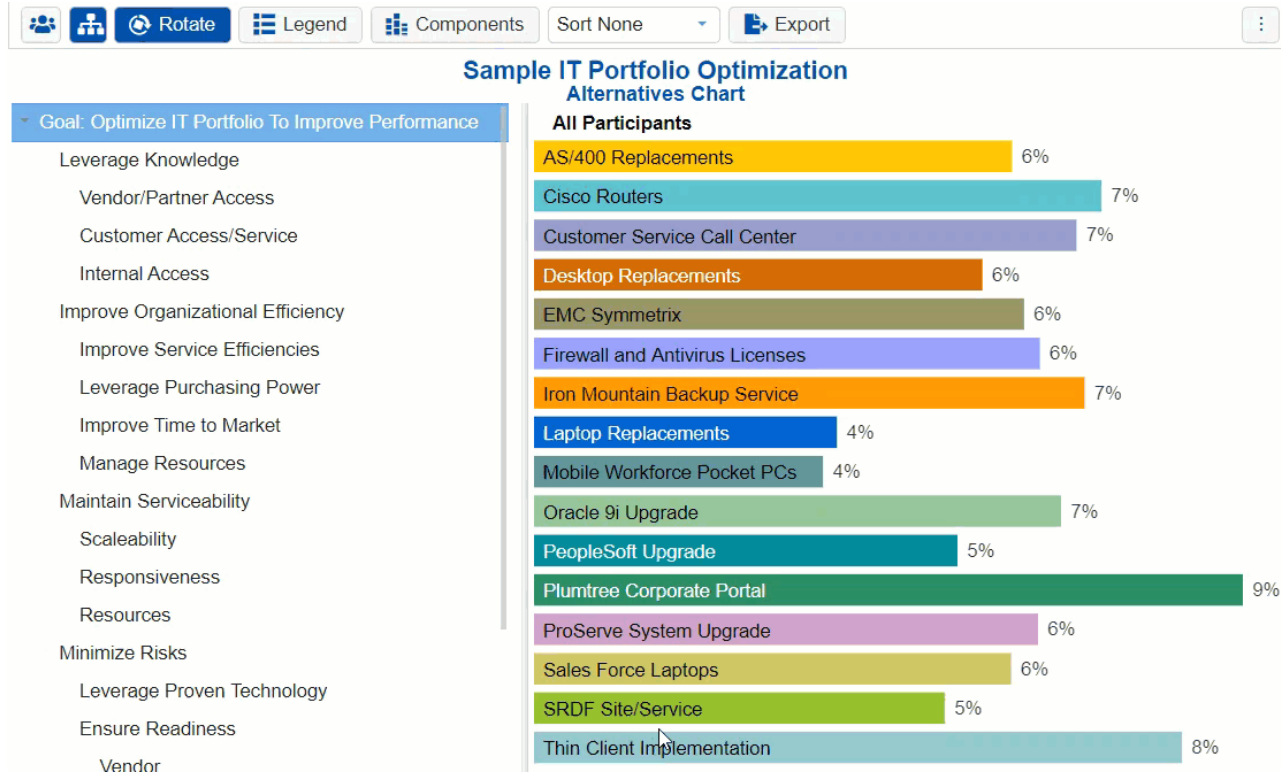 Rotate Legend Components Sort None Export
Sample IT Portfolio Optimization
Alternatives Chart
Goal: Optimize IT Portfolio To Improve Performance
Leverage Knowledge
Vendor/Partner Access
Customer Access/Service
Internal Access
Improve Organizational Efficiency
Improve Service Efficiencies
Leverage Purchasing Power
Improve Time to Market
Manage Resources
Maintain Serviceability
Scaleability
Responsiveness
Resources
Minimize Risks
Leverage Proven Technology
Ensure Readiness
Vendor
All Participants
AS/400 Replacements 6%
Cisco Routers 7%
Customer Service Call Center 7%
Desktop Replacements 6%
EMC Symmetrix 6%
Firewall and Antivirus Licenses 6%
Iron Mountain Backup Service 7%
Laptop Replacements 4%
Mobile Workforce Pocket PCs 4%
Oracle 9i Upgrade 7%
PeopleSoft Upgrade 5%
Plumtree Corporate Portal 9%
ProServe System Upgrade 6%
Sales Force Laptops 6%
SRDF Site/Service 5%
Thin Client Implementation 8%